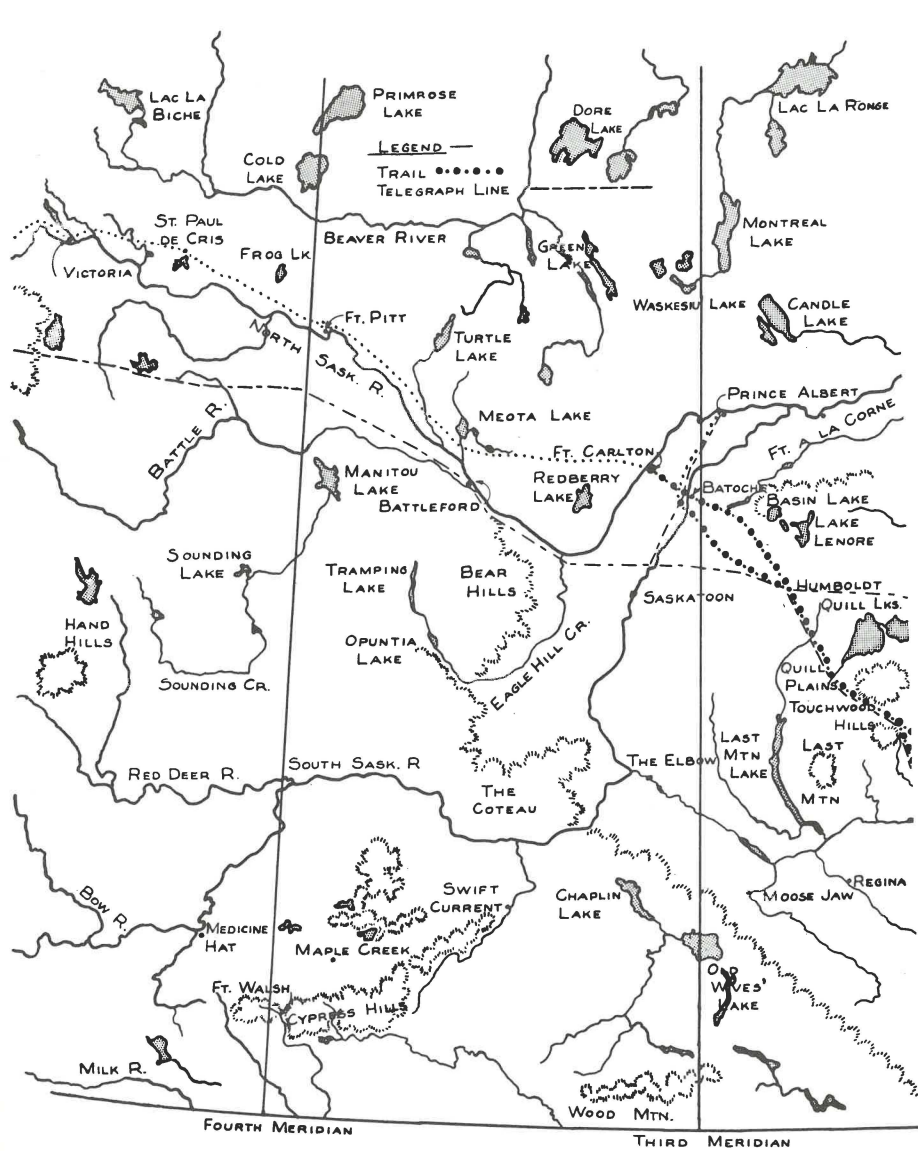 LAC LA
BICHE
PRIMROSE
LAKE
DORE
LAKE
LAC LA RONGE
LEGEND
TRAIL
TELEGRAPH LINE
COLD
LAKE
ST. PAUL
DE CRIS
FROG LK
BEAVER RIVER
GREEN
LAKE
MONTREAL
LAKE
VICTORIA
WASKESIU LAKE
CANDLE
LAKE
FT. PITT
NORTH SASK. R.
TURTLE
LAKE
BATTLE R.
MEOTA LAKE
PRINCE ALBERT
FT. A LA CORNE
FT. CARLTON
MANITOU
LAKE
BATTLEFORD
REDBERRY
LAKE
BATOCHE
BASIN LAKE
LAKE
LENORE
SOUNDING
LAKE
TRAMPING
LAKE
BEAR
HILLS
HUMBOLDT
SASKATOON
QUILL LKS.
HAND
HILLS
OPUNTIA
LAKE
EAGLE HILL CR.
SOUNDING CR.
QUILL
PLAINS
TOUCHWOOD
HILLS
LAST
MTN
LAKE
LAST
MTN
RED DEER R.
SOUTH SASK. R
THE ELBOW
THE
COTEAU
BOW R.
SWIFT
CURRENT
CHAPLIN
LAKE
MOOSE JAW
REGINA
MEDICINE
HAT
MAPLE CREEK
OLD
WIVES'
LAKE
FT. WALSH
CYPRESS HILLS
MILK R.
WOOD MTN.
FOURTH MERIDIAN
THIRD MERIDIAN